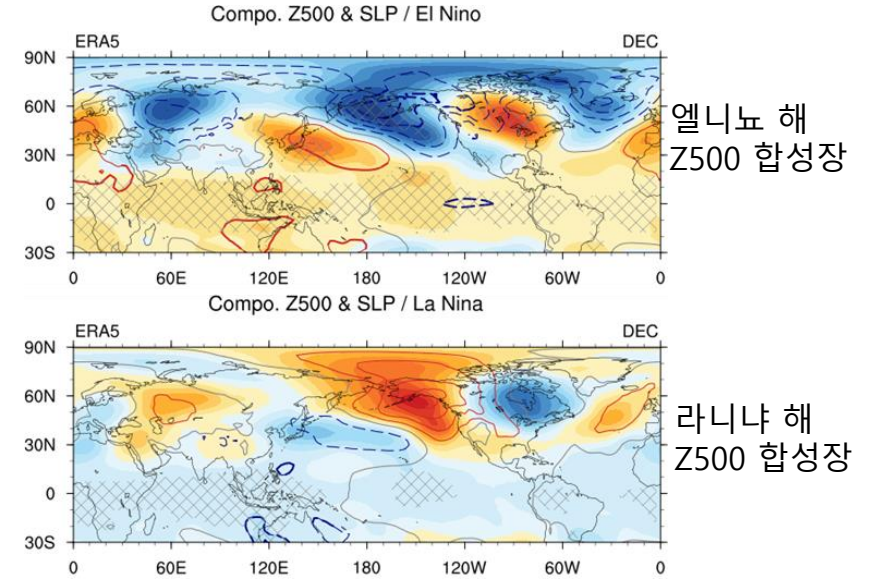 Compo. Z500 & SLP / El Nino
ERA5 DEC
90N
60N
30N
0
30S
0 60E 120E 180 120W 60W 0
엘니뇨 해
Z500 합성장
Compo. Z500 & SLP / La Nina
ERA5 DEC
90N
60N
30N
0
30S
0 60E 120E 180 120W 60W 0
라니냐 해
Z500 합성장